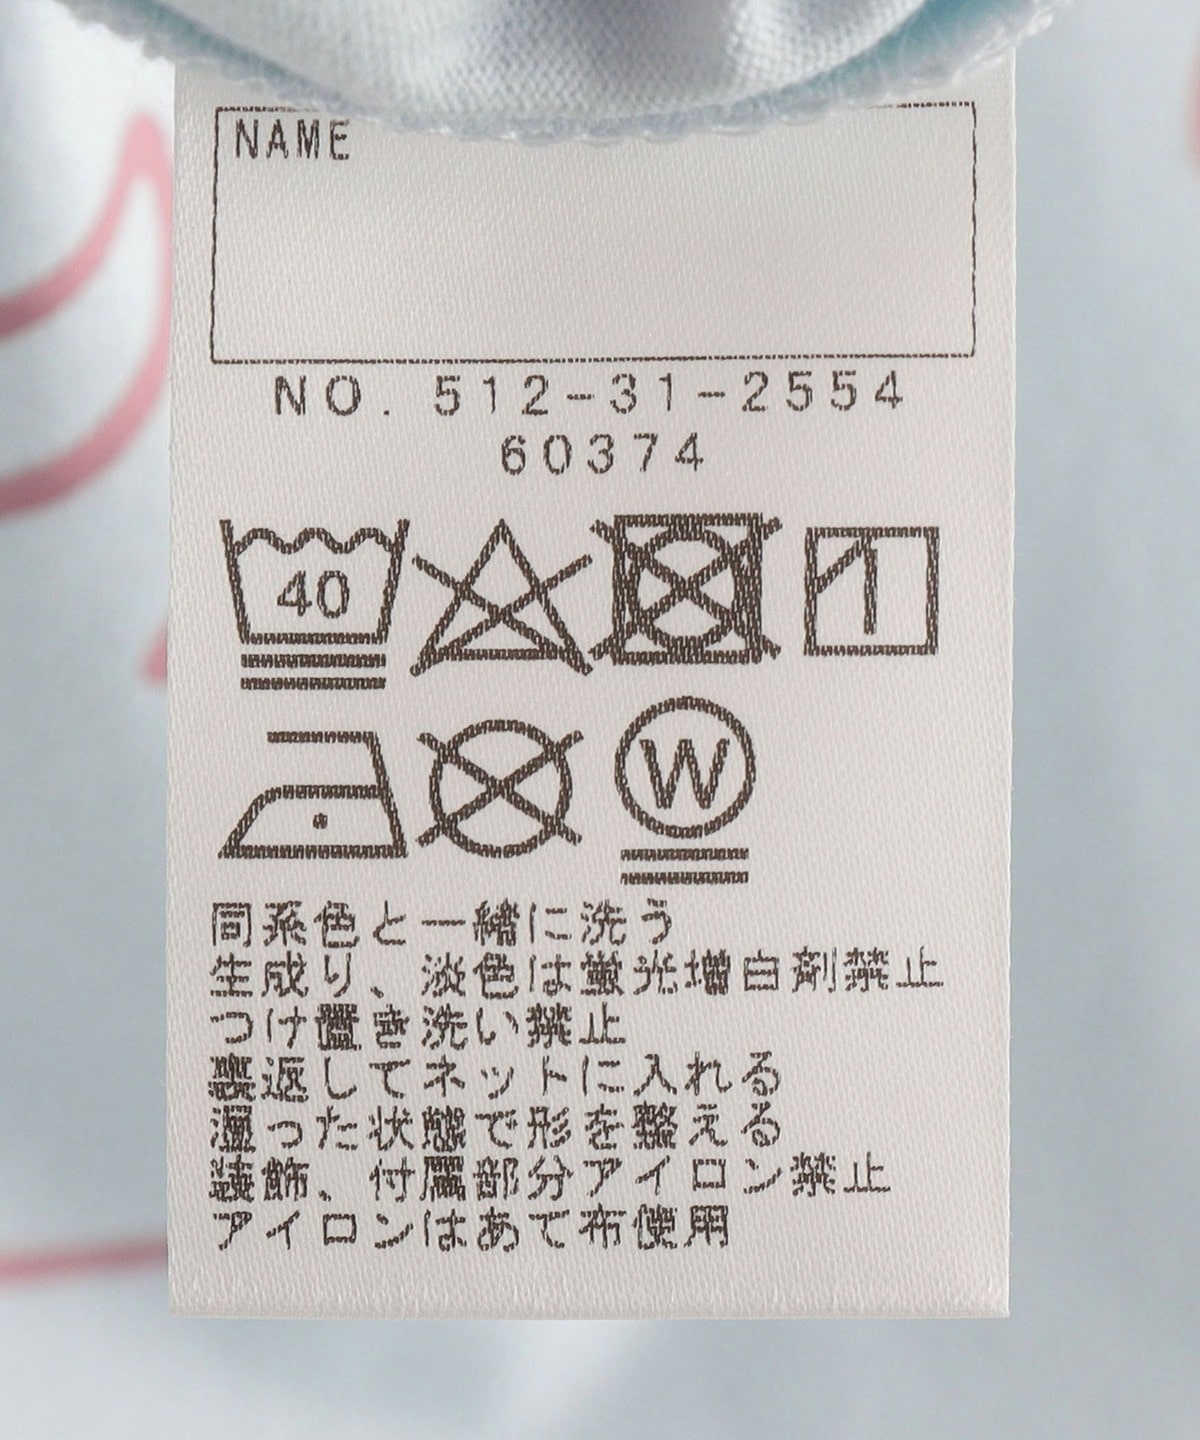 NAME
NO. 512-31-2554
60374
40
W
同系色と一緒に洗う
生成り、淡色は蛍光増白剤禁止
つけ置き洗い禁止
裏返してネットに入れる
湿った状態で形を整える
装飾、付属部分アイロン禁止
アイロンはあて布使用